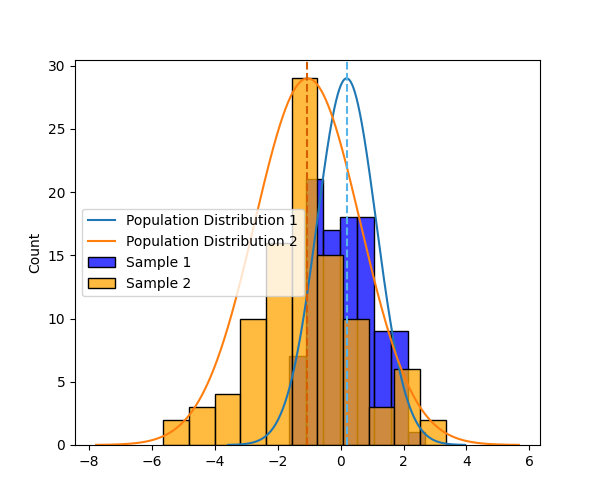 30
25
20
15
10
5
0
Count
Population Distribution 1
Population Distribution 2
Sample 1
Sample 2
−8 −6 −4 −2 0 2 4 6